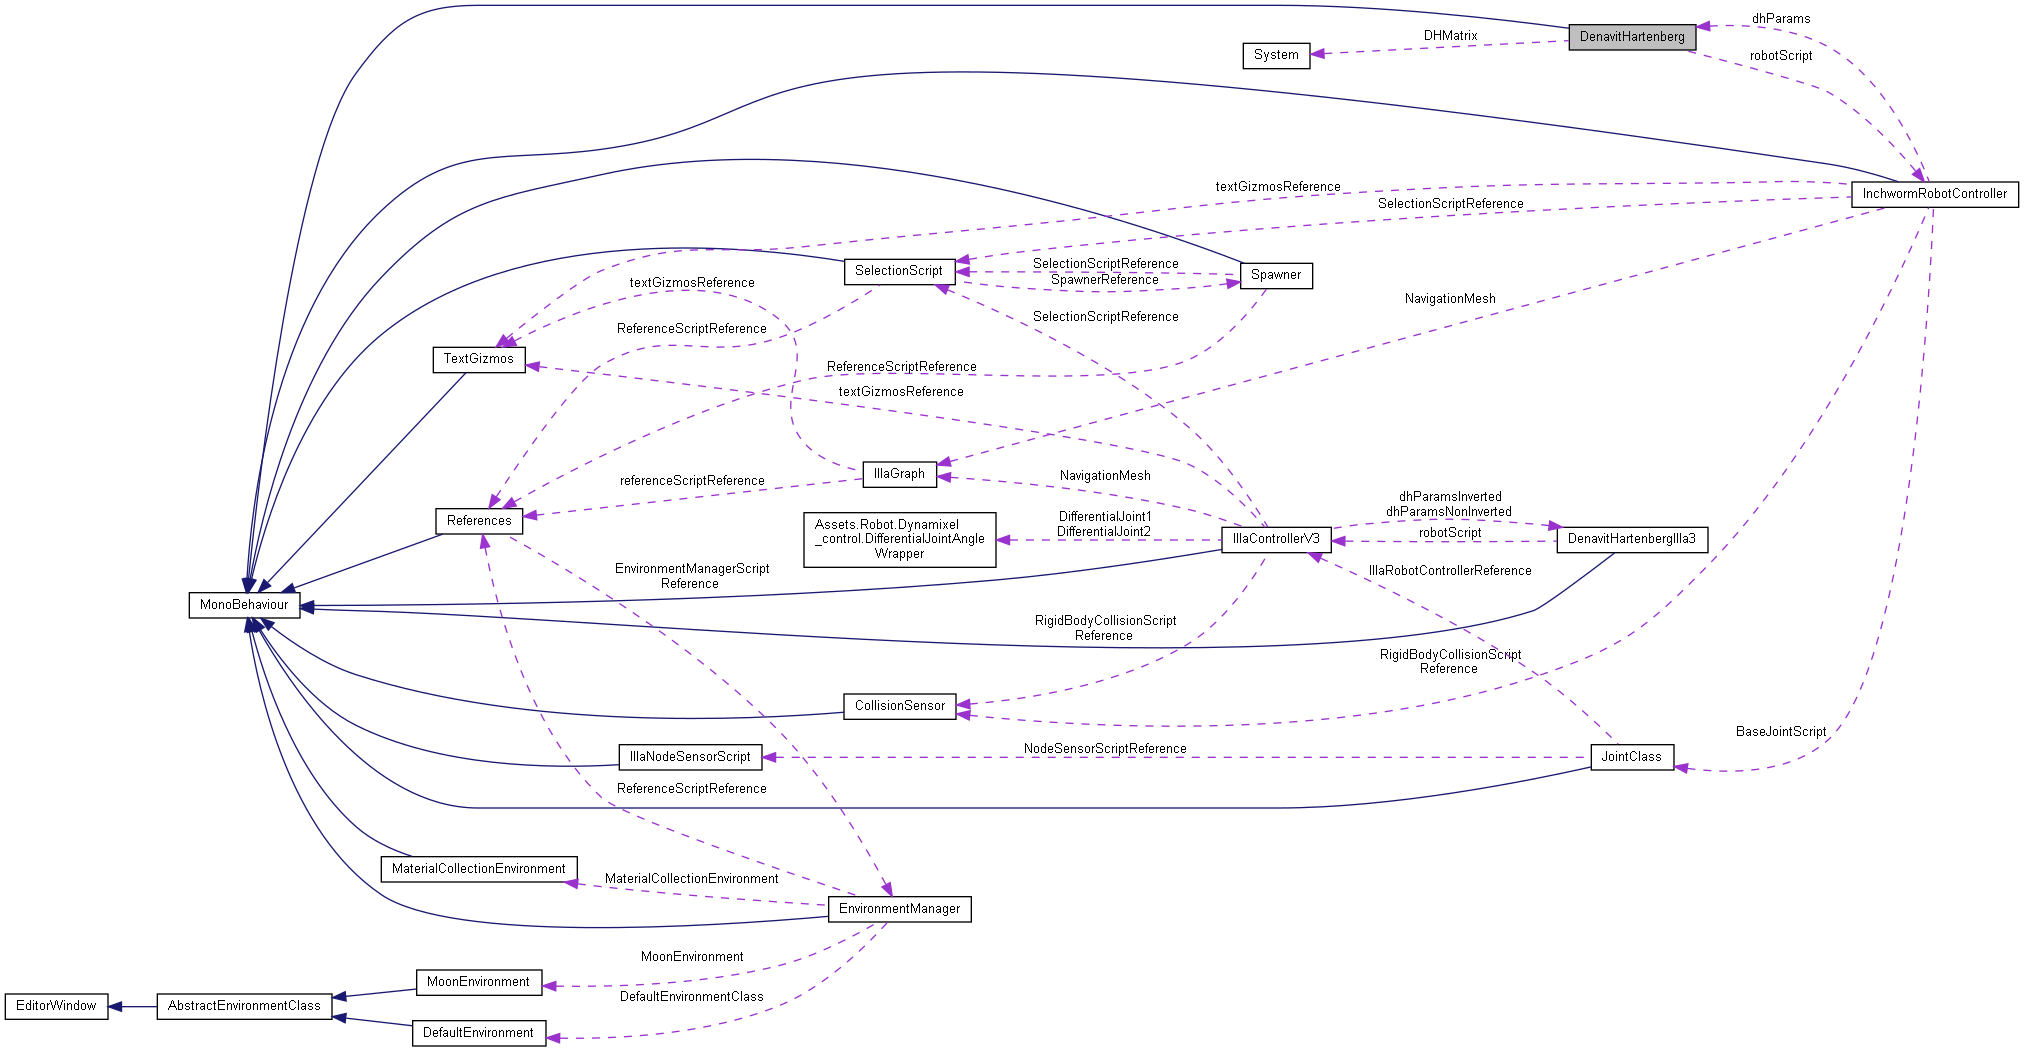 dhParams
DenavitHartenberg
DHMatrix
System
robotScript
textGizmosReference
InchwormRobotController
SelectionScriptReference
SelectionScript
SelectionScriptReference
SpawnerReference
Spawner
textGizmosReference
NavigationMesh
ReferenceScriptReference
SelectionScriptReference
TextGizmos
ReferenceScriptReference
textGizmosReference
IllaGraph
NavigationMesh
referenceScriptReference
References
dhParamsInverted
dhParamsNonInverted
Assets.Robot.Dynamixel
_control.DifferentialJointAngle
Wrapper
DifferentialJoint1
DifferentialJoint2
IllaControllerV3
robotScript
DenavitHartenbergIlla3
EnvironmentManagerScript
Reference
IllaRobotControllerReference
MonoBehaviour
RigidBodyCollisionScript
Reference
RigidBodyCollisionScript
Reference
CollisionSensor
BaseJointScript
IllaNodeSensorScript
NodeSensorScriptReference
JointClass
ReferenceScriptReference
MaterialCollectionEnvironment
MaterialCollectionEnvironment
EnvironmentManager
MoonEnvironment
MoonEnvironment
DefaultEnvironmentClass
EditorWindow
AbstractEnvironmentClass
DefaultEnvironment